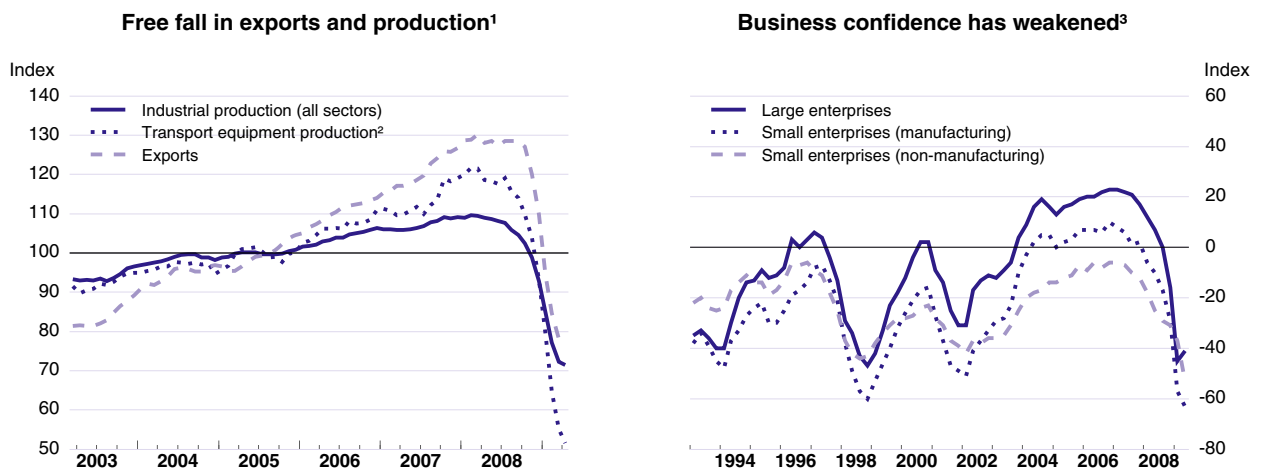 Free fall in exports and production¹
Index
140
130
120
110
100
90
80
70
60
50
Industrial production (all sectors)
Transport equipment production²
Exports
2003 2004 2005 2006 2007 2008
Business confidence has weakened³
Index
60
40
20
0
-20
-40
-60
-80
Large enterprises
Small enterprises (manufacturing)
Small enterprises (non-manufacturing)
1994 1996 1998 2000 2002 2004 2006 2008